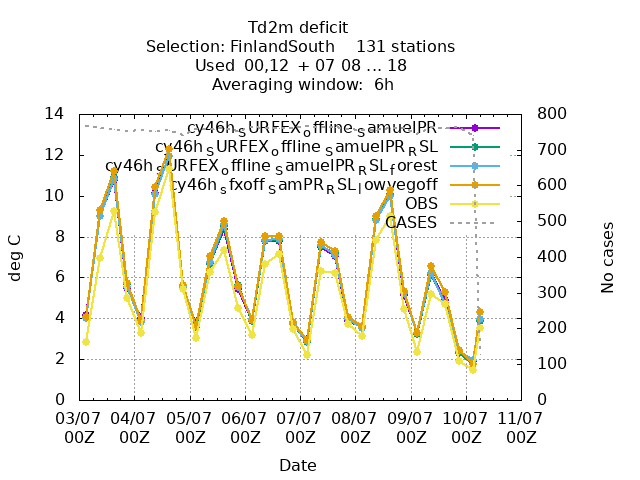 Td2m deficit
Selection: FinlandSouth 131 stations
Used 00,12 + 07 08 ... 18
Averaging window: 6h
deg C
No cases
14
12
10
8
6
4
2
0
800
700
600
500
400
300
200
100
0
cy46h_SURFEX_offline_samuelPR
cy46h_SURFEX_offline_SamuelPR_RSL
cy46h_SURFEX_offline_SamuelPR_RSL_forest
cy46h_sfxoff_SamPR_RSL_lowvegoff
OBS
CASES
03/07 04/07 05/07 06/07 07/07 08/07 09/07 10/07 11/07
00Z 00Z 00Z 00Z 00Z 00Z 00Z 00Z 00Z
Date